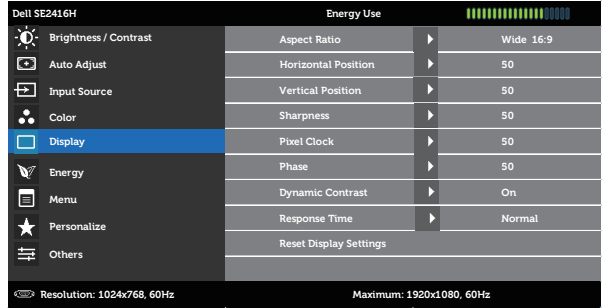 Dell SE2416H Energy Use
Brightness / Contrast
Auto Adjust
Input Source
Color
Display
Energy
Menu
Personalize
Others
Aspect Ratio Wide 16:9
Horizontal Position 50
Vertical Position 50
Sharpness 50
Pixel Clock 50
Phase 50
Dynamic Contrast On
Response Time Normal
Reset Display Settings
Resolution: 1024x768, 60Hz Maximum: 1920x1080, 60Hz